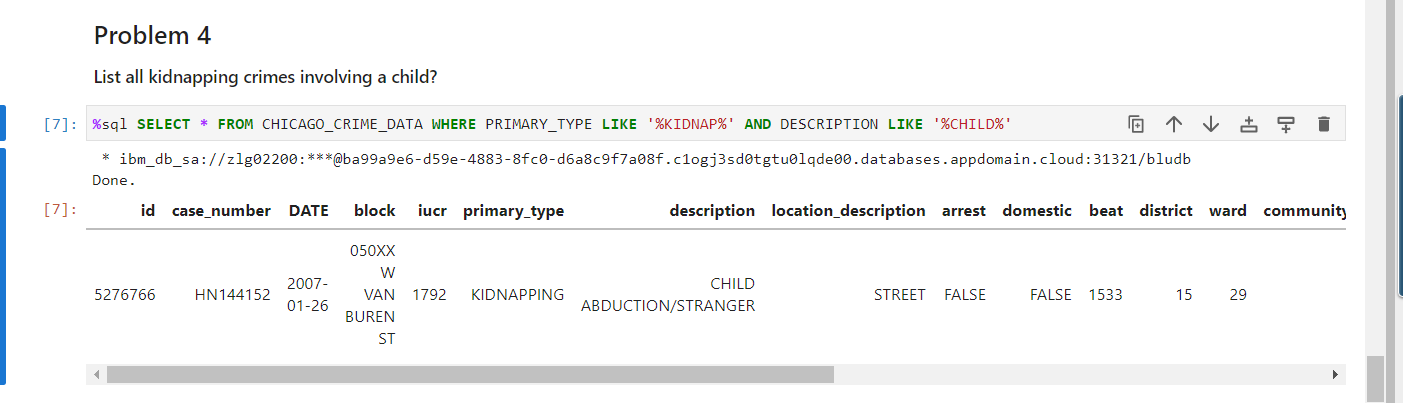 Problem 4
List all kidnapping crimes involving a child?
[7]: %sql SELECT * FROM CHICAGO_CRIME_DATA WHERE PRIMARY_TYPE LIKE '%KIDNAP%' AND DESCRIPTION LIKE '%CHILD%'
* ibm_db_sa://zlg02200:***@ba99a9e6-d59e-4883-8fc0-d6a8c9f7a08f.c1ogj3sd0tgtu0lqde00.databases.appdomain.cloud:31321/bludb
Done.
[7]: id case_number DATE block iucr primary_type description location_description arrest domestic beat district ward community
050XX
W
5276766 HN144152 2007-01-26 VAN 1792 KIDNAPPING CHILD ABDUCTION/STRANGER STREET FALSE FALSE 1533 15 29
BUREN
ST